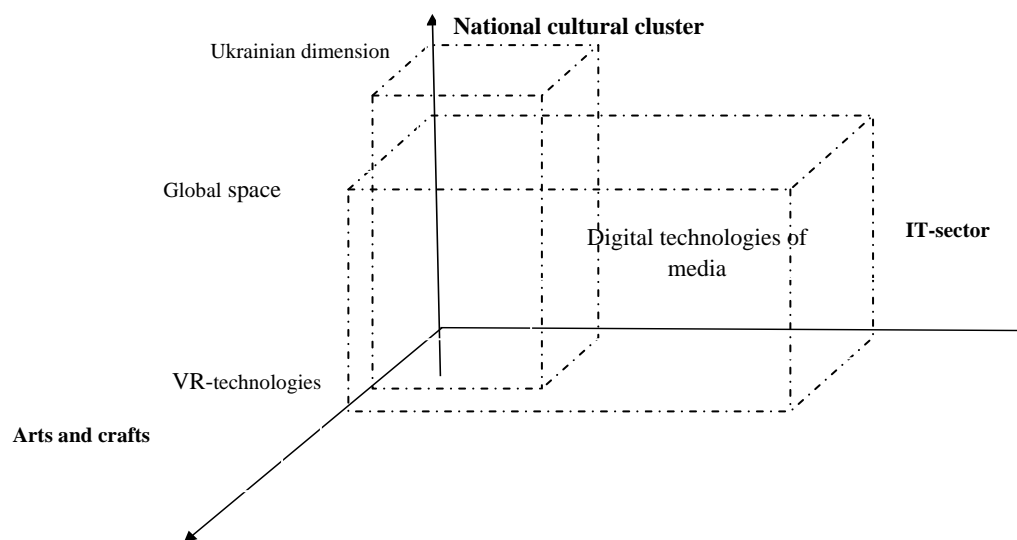 National cultural cluster
Ukrainian dimension
Global space
Digital technologies of
media
IT-sector
VR-technologies
Arts and crafts